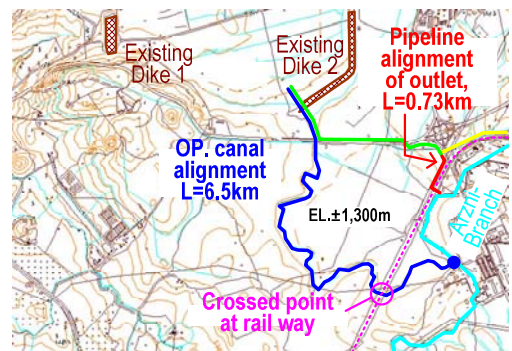 Existing
Dike 1
Existing
Dike 2
Pipeline
alignment
of outlet,
L=0.73km
OP. canal
alignment
L=6.5km
EL.±1,300m
Arzni-
Branch
Crossed point
at rail way